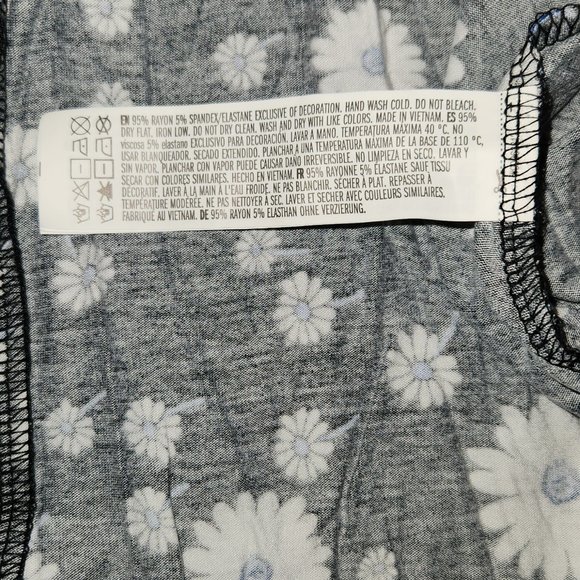 EN 95% RAYON 5% SPANDEX/ELASTANE EXCLUSIVE OF DECORATION. HAND WASH COLD. DO NOT BLEACH.
DRY FLAT. IRON LOW. DO NOT DRY CLEAN. WASH AND DRY WITH LIKE COLORS. MADE IN VIETNAM. ES 95%
viscosa 5% elastano EXCLUSIVO PARA DECORACIÓN. LAVAR A MANO. TEMPERATURA MÁXIMA 40 °C. NO
USAR BLANQUEADOR. SECADO EXTENDIDO. PLANCHAR A UNA TEMPERATURA MÁXIMA DE LA BASE DE 110 °C,
SIN VAPOR, PLANCHAR CON VAPOR PUEDE CAUSAR DAÑO IRREVERSIBLE. NO LIMPIEZA EN SECO. LAVAR Y
SECAR CON COLORES SIMILARES. HECHO EN VIETNAM. FR 95% RAYONNE 5% ÉLASTHANE SAUF TISSU
DÉCORATIF. LAVER À LA MAIN À L'EAU FROIDE. NE PAS BLANCHIR. SÉCHER À PLAT. REPASSER À
TEMPÉRATURE MODÉRÉE. NE PAS NETTOYER À SEC. LAVER ET SÉCHER AVEC COULEURS SIMILAIRES.
FABRIQUÉ AU VIETNAM. DE 95% RAYON 5% ELASTHAN OHNE VERZIERUNG.